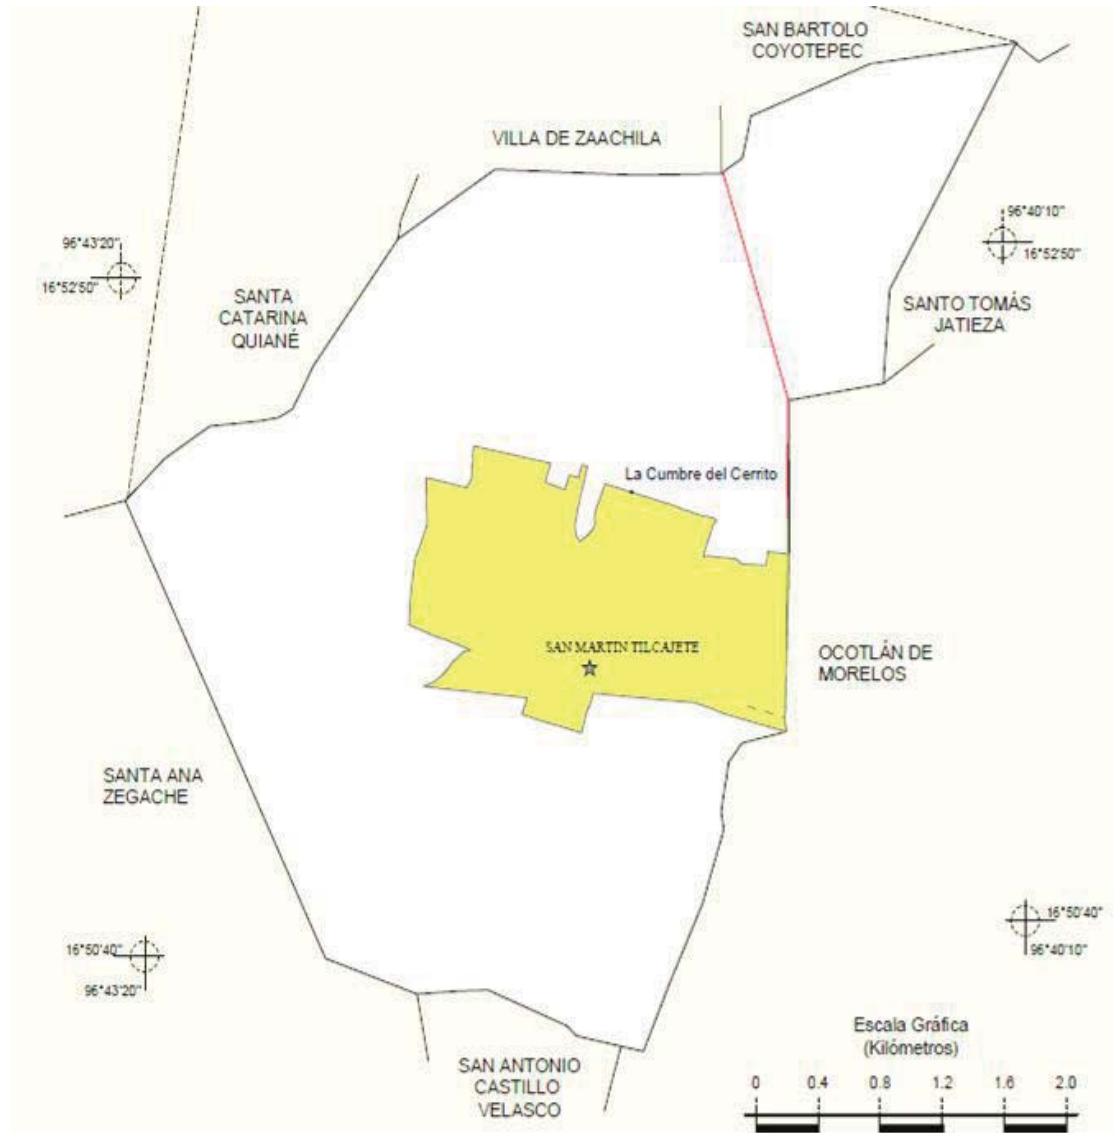 SAN BARTOLO
COYOTEPEC
VILLA DE ZAACHILA
96°40'10"
16°52'50"
96°43'20"
16°52'50"
SANTA
CATARINA
QUIANÉ
SANTO TOMÁS
JATIEZA
La Cumbre del Cerrito
SAN MARTIN TILCAJETE
OCOTLÁN DE
MORELOS
SANTA ANA
ZEGACHE
16°50'40"
96°40'10"
16°50'40"
96°43'20"
Escala Gráfica
(Kilómetros)
0 0.4 0.8 1.2 1.6 2.0
SAN ANTONIO
CASTILLO
VELASCO